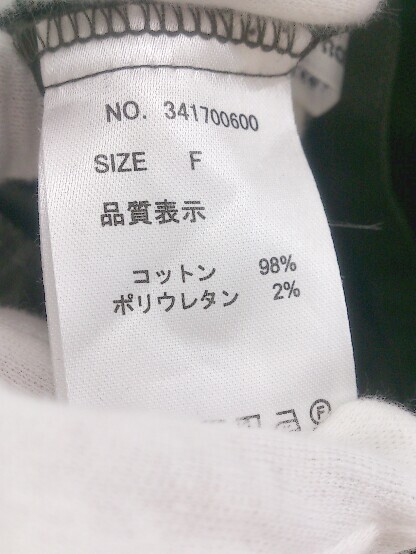 NO. 341700600
SIZE F
品質表示
コットン 98%
ポリウレタン 2%
F